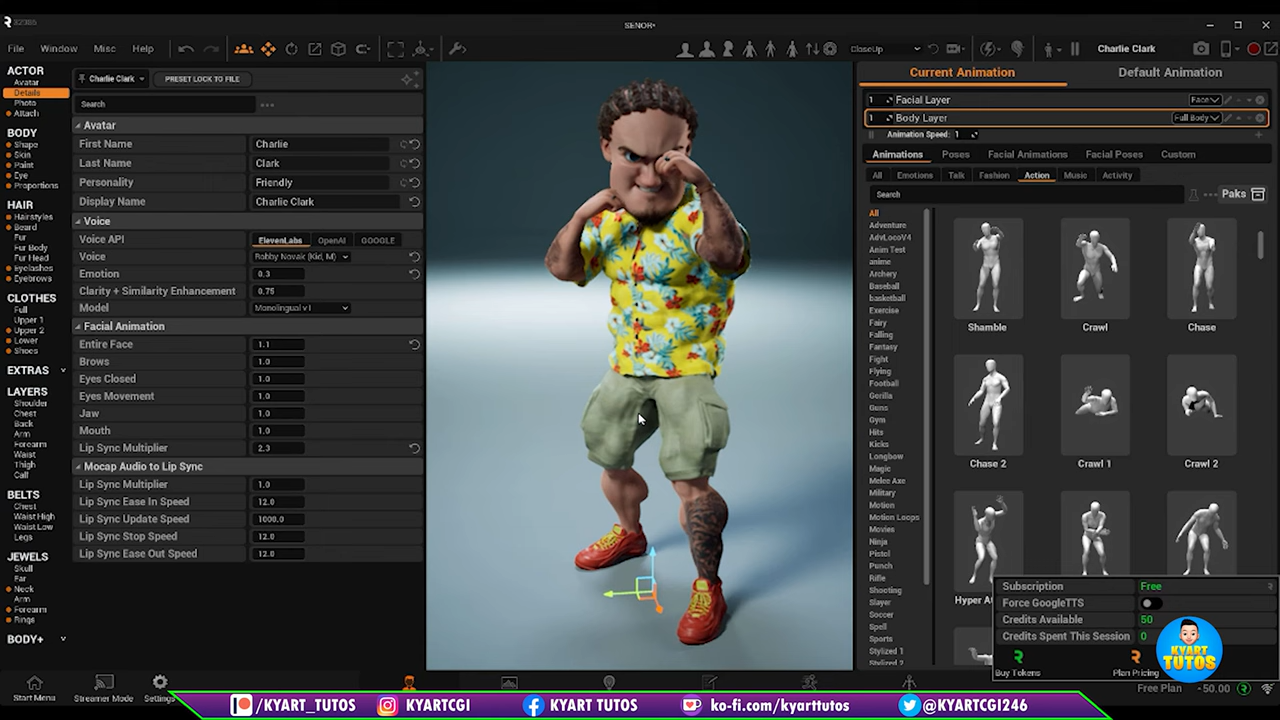 82385
SENOR*
File Window Misc Help
CloseUp
Charlie Clark
ACTOR
Avatar
Details
Photo
Attach
BODY
Shape
Skin
Paint
Eye
Proportions
HAIR
Hairstyles
Beard
Fur
Fur Body
Fur Head
Eyelashes
Eyebrows
CLOTHES
Full
Upper 1
Upper 2
Lower
Shoes
EXTRAS
LAYERS
Shoulder
Chest
Back
Arm
Forearm
Waist
Thigh
Calf
BELTS
Chest
Waist High
Waist Low
Legs
JEWELS
Skull
Ear
Neck
Arm
Forearm
Rings
BODY+
Charlie Clark PRESET LOCK TO FILE
Search
Avatar
First Name Charlie
Last Name Clark
Personality Friendly
Display Name Charlie Clark
Voice
Voice API ElevenLabs OpenAI GOOGLE
Voice Robby Novak (Kid, M)
Emotion 0.3
Clarity + Similarity Enhancement 0.75
Model Monolingual v1
Facial Animation
Entire Face 1.1
Brows 1.0
Eyes Closed 1.0
Eyes Movement 1.0
Jaw 1.0
Mouth 1.0
Lip Sync Multiplier 2.3
Mocap Audio to Lip Sync
Lip Sync Multiplier 1.0
Lip Sync Ease In Speed 12.0
Lip Sync Update Speed 1000.0
Lip Sync Stop Speed 12.0
Lip Sync Ease Out Speed 12.0
Current Animation Default Animation
1 Facial Layer Face
1 Body Layer Full Body
Animation Speed: 1
Animations Poses Facial Animations Facial Poses Custom
All Emotions Talk Fashion Action Music Activity
Search Paks
All
Adventure
AdvLocoV4
Anim Test
anime
Archery
Baseball
basketball
Exercise
Fairy
Falling
Fantasy
Fight
Flying
Football
Gorilla
Guns
Gym
Hits
Kicks
Longbow
Magic
Melee Axe
Military
Motion
Motion Loops
Movies
Ninja
Pistol
Punch
Rifle
Shooting
Slayer
Soccer
Spell
Sports
Stylized 1
Stylized 2
Shamble Crawl Chase
Chase 2 Crawl 1 Crawl 2
Subscription Free
Force GoogleTTS
Credits Available 50
Credits Spent This Session 0
Buy Tokens Plan Pricing
KYART
TUTOS
Start Menu Streamer Mode Settings
Free Plan -50.00
/KYART_TUTOS KYARTCGI KYART TUTOS ko-fi.com/kyarttutos @KYARTCGI246